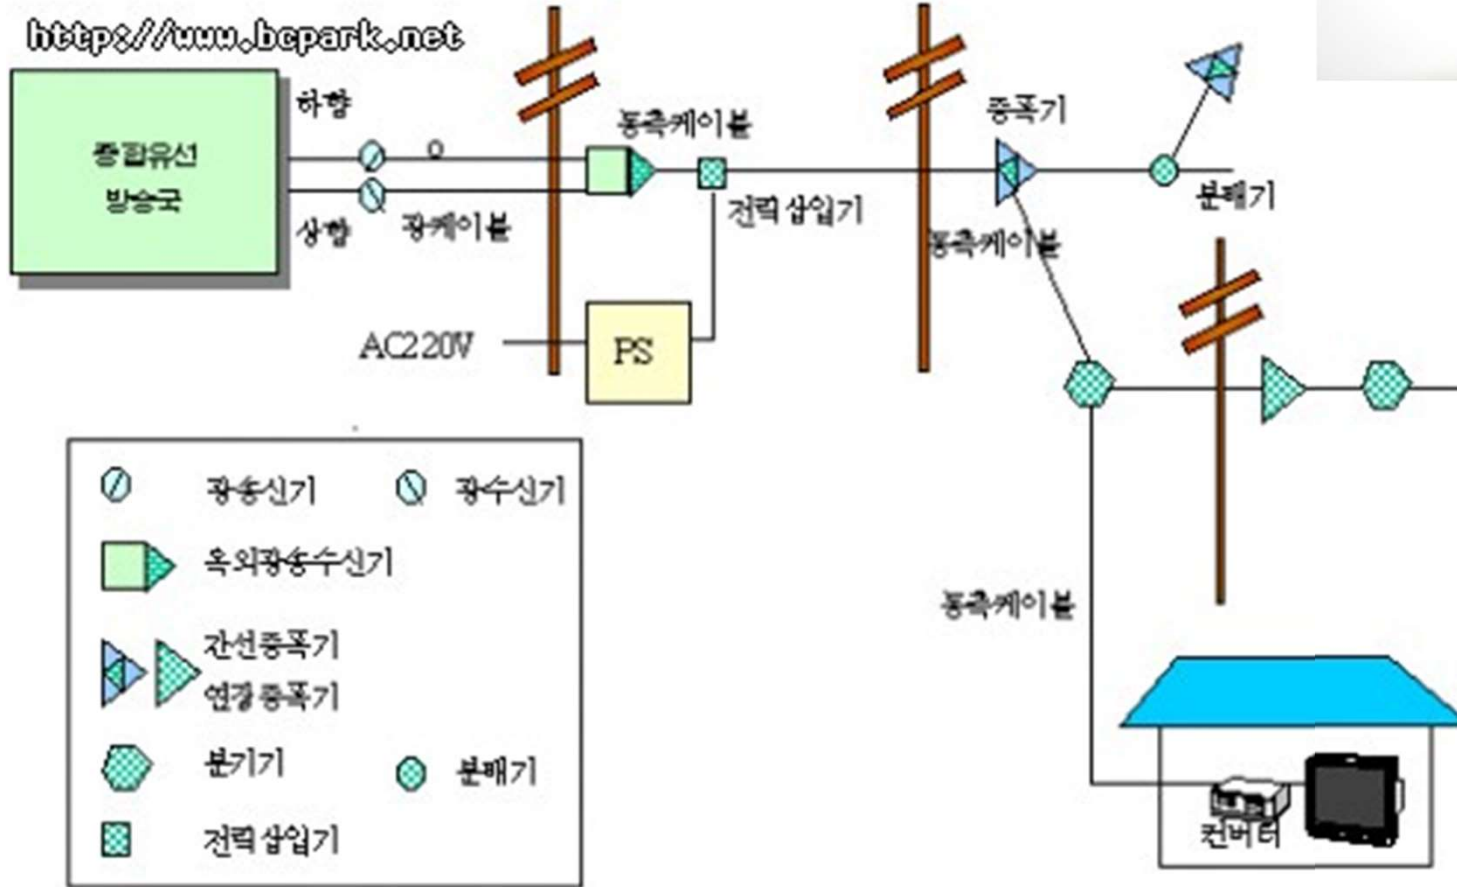 http://www.bcpark.net
하향
종합유선
방송국
상향
광케이블
동축케이블
전력삽입기
증폭기
분배기
동축케이블
AC220V
PS
동축케이블
컨버터
광송신기
광수신기
옥외광송수신기
간선증폭기
연장증폭기
분기기
분배기
전력삽입기